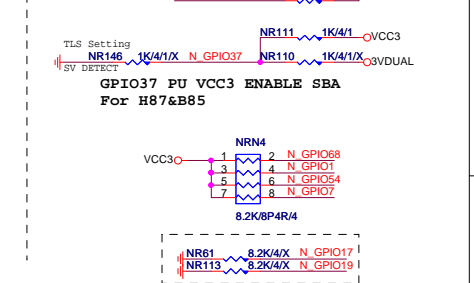 NR111 1K/4/1 VCC3
TLS Setting
NR146 1K/4/1/X N_GPIO37 NR110 1K/4/1/X 3VDUAL
SV DETECT
GPIO37 PU VCC3 ENABLE SBA
For H87&B85
NRN4
VCC3 1 2 N_GPIO68
3 4 N_GPIO1
5 6 N_GPIO54
7 8 N_GPIO7
8.2K/8P4R/4
NR61 8.2K/4/X N_GPIO17
NR113 8.2K/4/X N_GPIO19